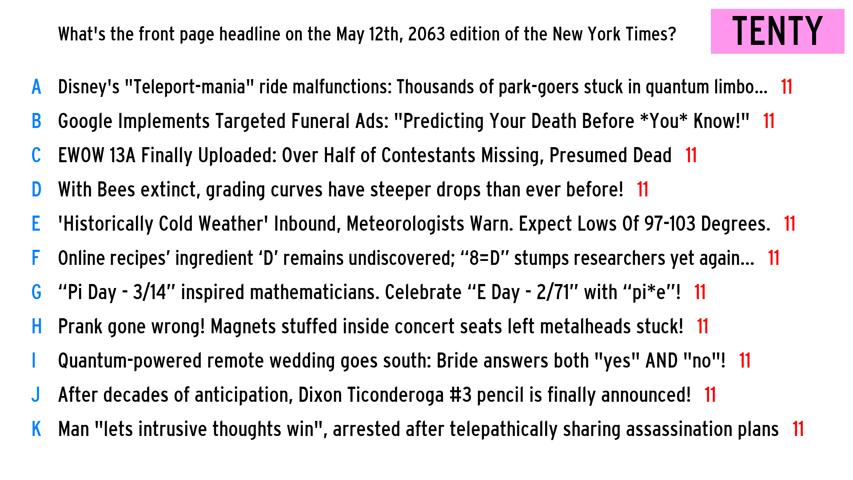 What's the front page headline on the May 12th, 2063 edition of the New York Times?
TENTY
A Disney's "Teleport-mania" ride malfunctions: Thousands of park-goers stuck in quantum limbo... 11
B Google Implements Targeted Funeral Ads: "Predicting Your Death Before *You* Know!" 11
C EWOW 13A Finally Uploaded: Over Half of Contestants Missing, Presumed Dead 11
D With Bees extinct, grading curves have steeper drops than ever before! 11
E 'Historically Cold Weather' Inbound, Meteorologists Warn. Expect Lows Of 97-103 Degrees. 11
F Online recipes’ ingredient ‘D’ remains undiscovered; “8=D” stumps researchers yet again... 11
G “Pi Day - 3/14” inspired mathematicians. Celebrate “E Day - 2/71” with “pi*e”! 11
H Prank gone wrong! Magnets stuffed inside concert seats left metalheads stuck! 11
I Quantum-powered remote wedding goes south: Bride answers both "yes" AND "no"! 11
J After decades of anticipation, Dixon Ticonderoga #3 pencil is finally announced! 11
K Man "lets intrusive thoughts win", arrested after telepathically sharing assassination plans 11